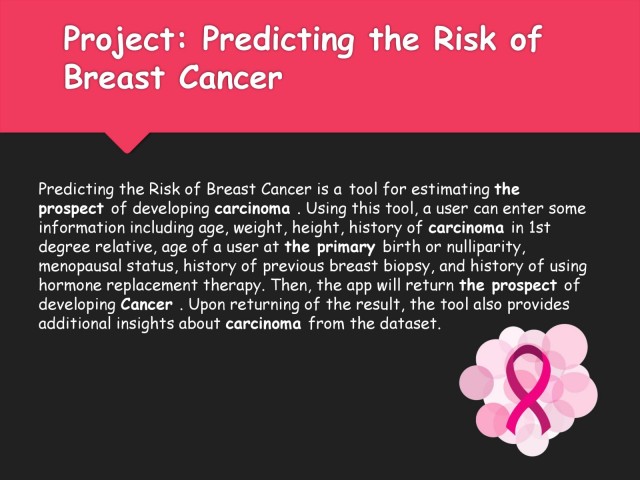 Project: Predicting the Risk of
Breast Cancer
Predicting the Risk of Breast Cancer is a tool for estimating the
prospect of developing carcinoma . Using this tool, a user can enter some
information including age, weight, height, history of carcinoma in 1st
degree relative, age of a user at the primary birth or nulliparity,
menopausal status, history of previous breast biopsy, and history of using
hormone replacement therapy. Then, the app will return the prospect of
developing Cancer . Upon returning of the result, the tool also provides
additional insights about carcinoma from the dataset.